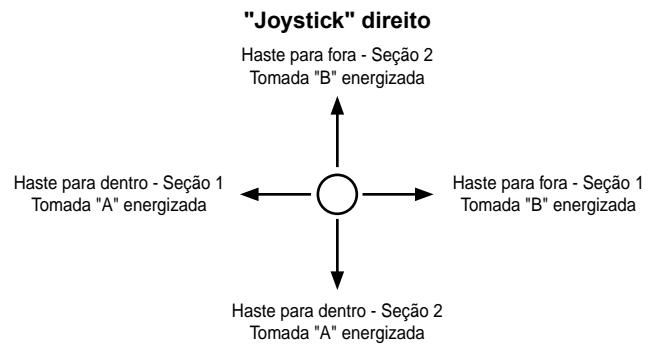 "Joystick" direito
Haste para fora - Seção 2
Tomada "B" energizada
Haste para dentro - Seção 1
Tomada "A" energizada
Haste para fora - Seção 1
Tomada "B" energizada
Haste para dentro - Seção 2
Tomada "A" energizada